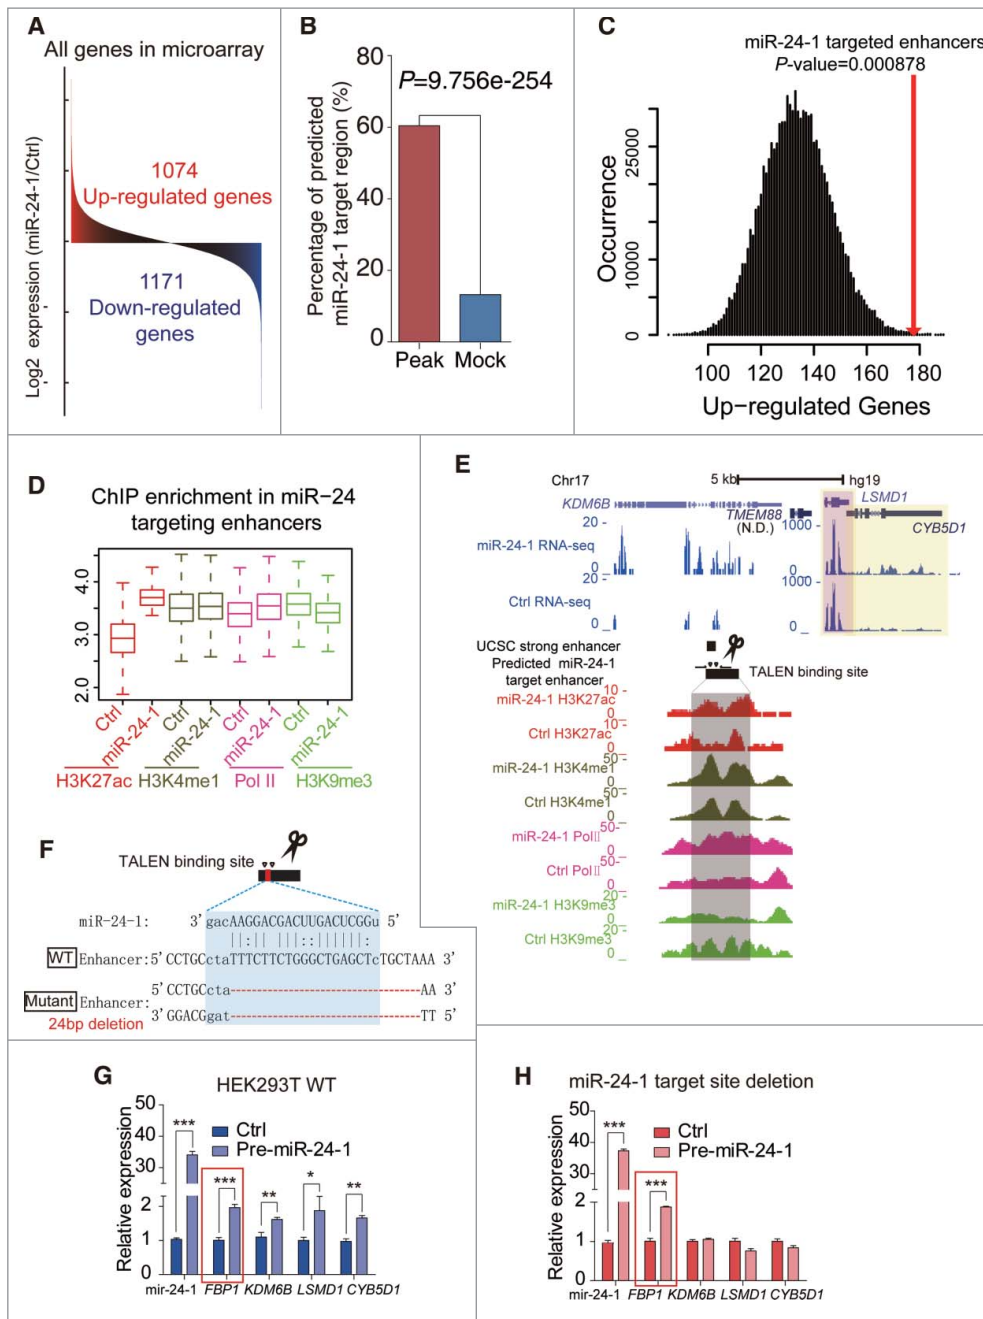 A
All genes in microarray
Log2 expression (miR-24-1/Ctrl)
1074
Up-regulated genes
1171
Down-regulated
genes
B
Percentage of predicted
miR-24-1 target region (%)
80
60
40
20
0
P=9.756e-254
Peak Mock
C
miR-24-1 targeted enhancers
P-value=0.000878
Occurrence
25000
10000
0
100 120 140 160 180
Up-regulated Genes
D
ChIP enrichment in miR-24
targeting enhancers
4.0
3.0
2.0
Ctrl miR-24-1 Ctrl miR-24-1 Ctrl miR-24-1 Ctrl miR-24-1
H3K27ac H3K4me1 Pol II H3K9me3
E
Chr17 5 kb hg19
KDM6B
TMEM88
(N.D.)
LSMD1
CYB5D1
miR-24-1 RNA-seq
20
0
1000
0
Ctrl RNA-seq
20
0
1000
0
UCSC strong enhancer
Predicted miR-24-1
target enhancer
TALEN binding site
miR-24-1 H3K27ac
10
0
Ctrl H3K27ac
10
0
miR-24-1 H3K4me1
50
0
Ctrl H3K4me1
50
0
miR-24-1 PolII
50
0
Ctrl PolII
50
0
miR-24-1 H3K9me3
20
0
Ctrl H3K9me3
20
0
F
TALEN binding site
miR-24-1: 3'gacAAGGACGACUUGACUCGGu 5'
WT Enhancer:5'CCTGCctaTTTCTTCTGGGCTGAGCTcTGCTAAA 3'
5'CCTGCcta AA 3'
Mutant Enhancer:
3'GGACGgat TT 5'
24bp deletion
G
HEK293T WT
Relative expression
50
40
30
2
1
0
Ctrl
Pre-miR-24-1
***
***
**
*
**
mir-24-1 FBP1 KDM6B LSMD1 CYB5D1
H
miR-24-1 target site deletion
Relative expression
50
40
30
2
1
0
Ctrl
Pre-miR-24-1
***
***
mir-24-1 FBP1 KDM6B LSMD1 CYB5D1